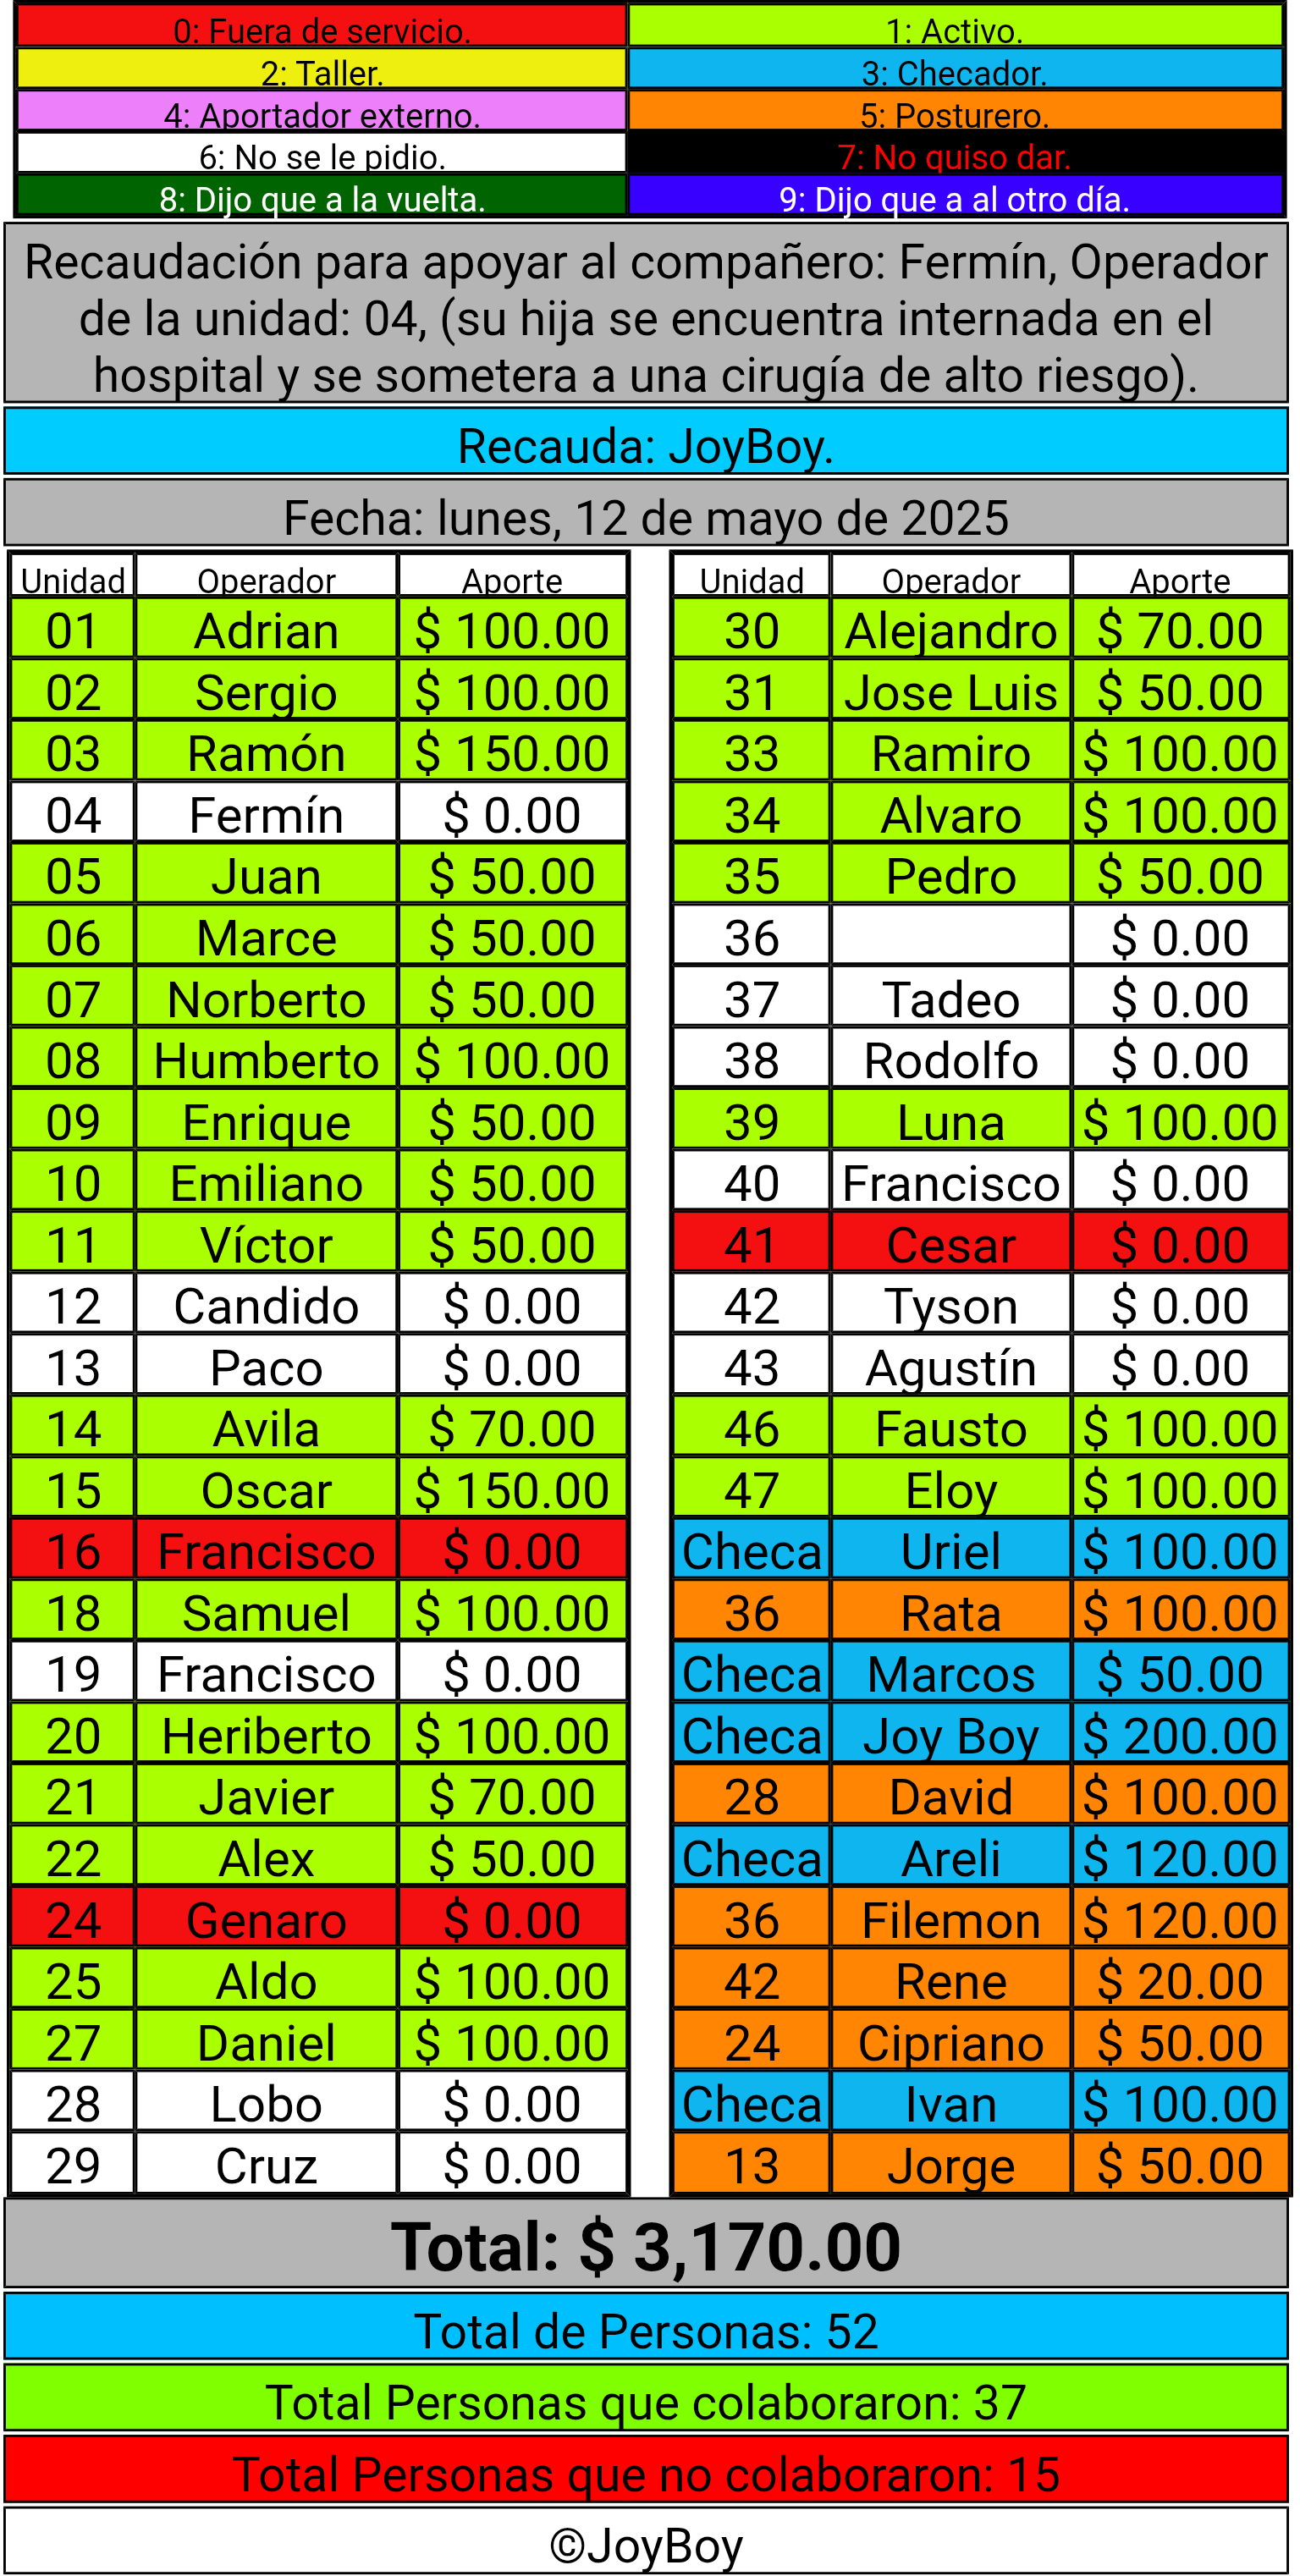 0: Fuera de servicio. 1: Activo.
2: Taller. 3: Checador.
4: Aportador externo. 5: Posturero.
6: No se le pidio. 7: No quiso dar.
8: Dijo que a la vuelta. 9: Dijo que a al otro día.
Recaudación para apoyar al compañero: Fermín, Operador
de la unidad: 04, (su hija se encuentra internada en el
hospital y se sometera a una cirugía de alto riesgo).
Recauda: JoyBoy.
Fecha: lunes, 12 de mayo de 2025
Unidad Operador Aporte
01 Adrian $ 100.00
02 Sergio $ 100.00
03 Ramón $ 150.00
04 Fermín $ 0.00
05 Juan $ 50.00
06 Marce $ 50.00
07 Norberto $ 50.00
08 Humberto $ 100.00
09 Enrique $ 50.00
10 Emiliano $ 50.00
11 Víctor $ 50.00
12 Candido $ 0.00
13 Paco $ 0.00
14 Avila $ 70.00
15 Oscar $ 150.00
16 Francisco $ 0.00
18 Samuel $ 100.00
19 Francisco $ 0.00
20 Heriberto $ 100.00
21 Javier $ 70.00
22 Alex $ 50.00
24 Genaro $ 0.00
25 Aldo $ 100.00
27 Daniel $ 100.00
28 Lobo $ 0.00
29 Cruz $ 0.00
Unidad Operador Aporte
30 Alejandro $ 70.00
31 Jose Luis $ 50.00
33 Ramiro $ 100.00
34 Alvaro $ 100.00
35 Pedro $ 50.00
36 $ 0.00
37 Tadeo $ 0.00
38 Rodolfo $ 0.00
39 Luna $ 100.00
40 Francisco $ 0.00
41 Cesar $ 0.00
42 Tyson $ 0.00
43 Agustín $ 0.00
46 Fausto $ 100.00
47 Eloy $ 100.00
Checa Uriel $ 100.00
36 Rata $ 100.00
Checa Marcos $ 50.00
Checa Joy Boy $ 200.00
28 David $ 100.00
Checa Areli $ 120.00
36 Filemon $ 120.00
42 Rene $ 20.00
24 Cipriano $ 50.00
Checa Ivan $ 100.00
13 Jorge $ 50.00
Total: $ 3,170.00
Total de Personas: 52
Total Personas que colaboraron: 37
Total Personas que no colaboraron: 15
©JoyBoy